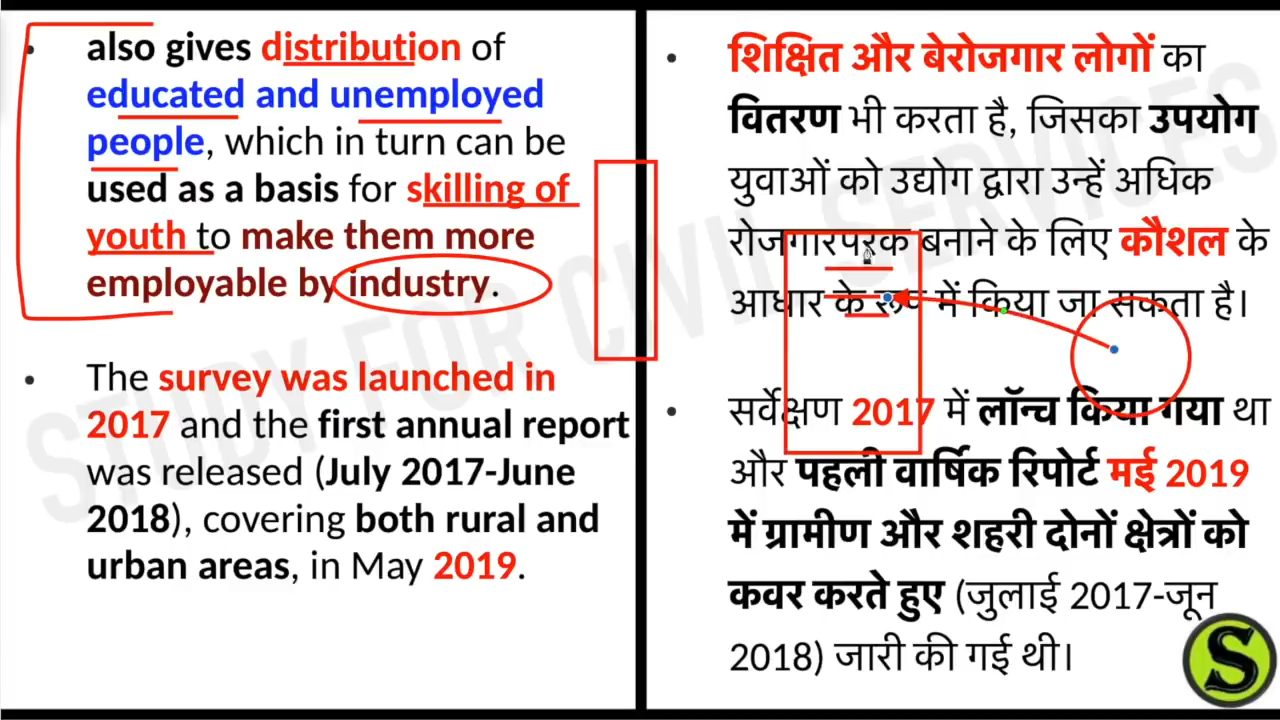 also gives distribution of
educated and unemployed
people, which in turn can be
used as a basis for skilling of
youth to make them more
employable by industry.
The survey was launched in
2017 and the first annual report
was released (July 2017-June
2018), covering both rural and
urban areas, in May 2019.
शिक्षित और बेरोजगार लोगों का
वितरण भी करता है, जिसका उपयोग
युवाओं को उद्योग द्वारा उन्हें अधिक
रोजगारपरक बनाने के लिए कौशल के
आधार के रूप में किया जा सकता है।
सर्वेक्षण 2017 में लॉन्च किया गया था
और पहली वार्षिक रिपोर्ट मई 2019
में ग्रामीण और शहरी दोनों क्षेत्रों को
कवर करते हुए (जुलाई 2017-जून
2018) जारी की गई थी।
STUDY FOR CIVIL SERVICES
S